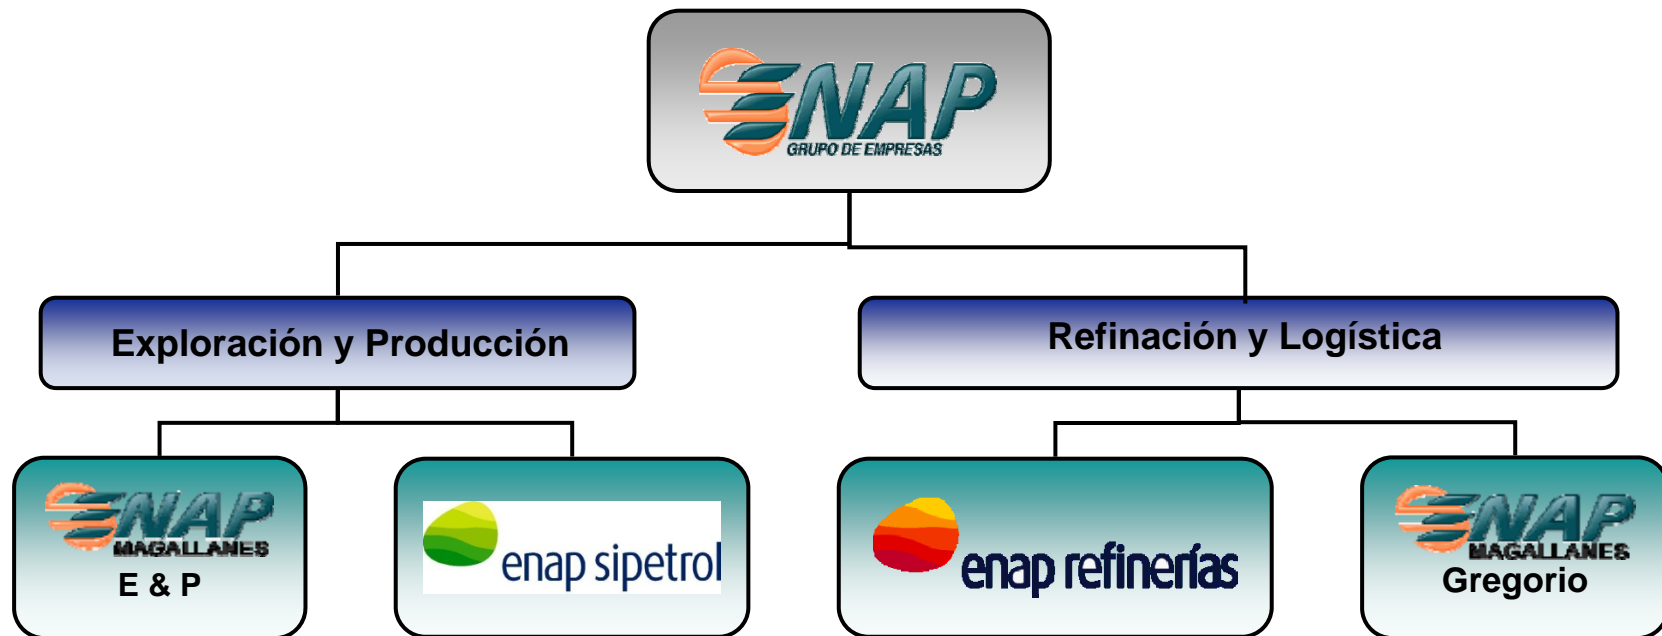 ENAP
GRUPO DE EMPRESAS
Exploración y Producción
Refinación y Logística
ENAP
MAGALLANES
E & P
enap sipetrol
enap refinerías
ENAP
MAGALLANES
Gregorio